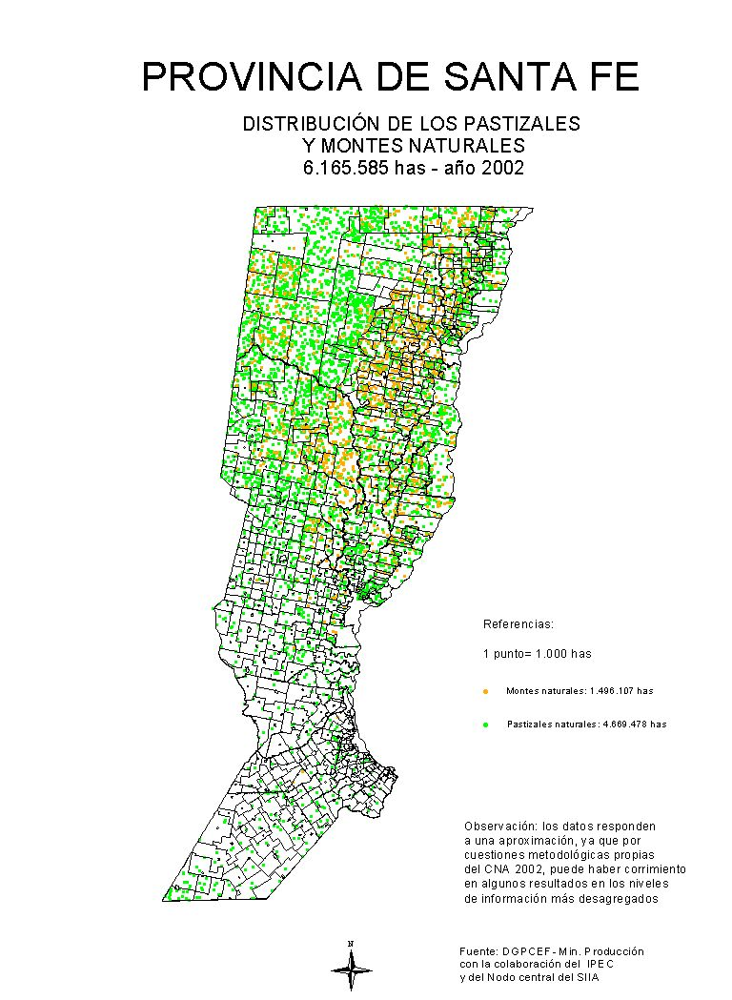 PROVINCIA DE SANTA FE
DISTRIBUCIÓN DE LOS PASTIZALES
Y MONTES NATURALES
6.165.585 has - año 2002
Referencias:
1 punto= 1.000 has
Montes naturales: 1.496.107 has
Pastizales naturales: 4.669.478 has
Observación: los datos responden
a una aproximación, ya que por
cuestiones metodológicas propias
del CNA 2002, puede haber corrimiento
en algunos resultados en los niveles
de información más desagregados
N
Fuente: DGPCEF- Min. Producción
con la colaboración del IPEC
y del Nodo central del SIIA